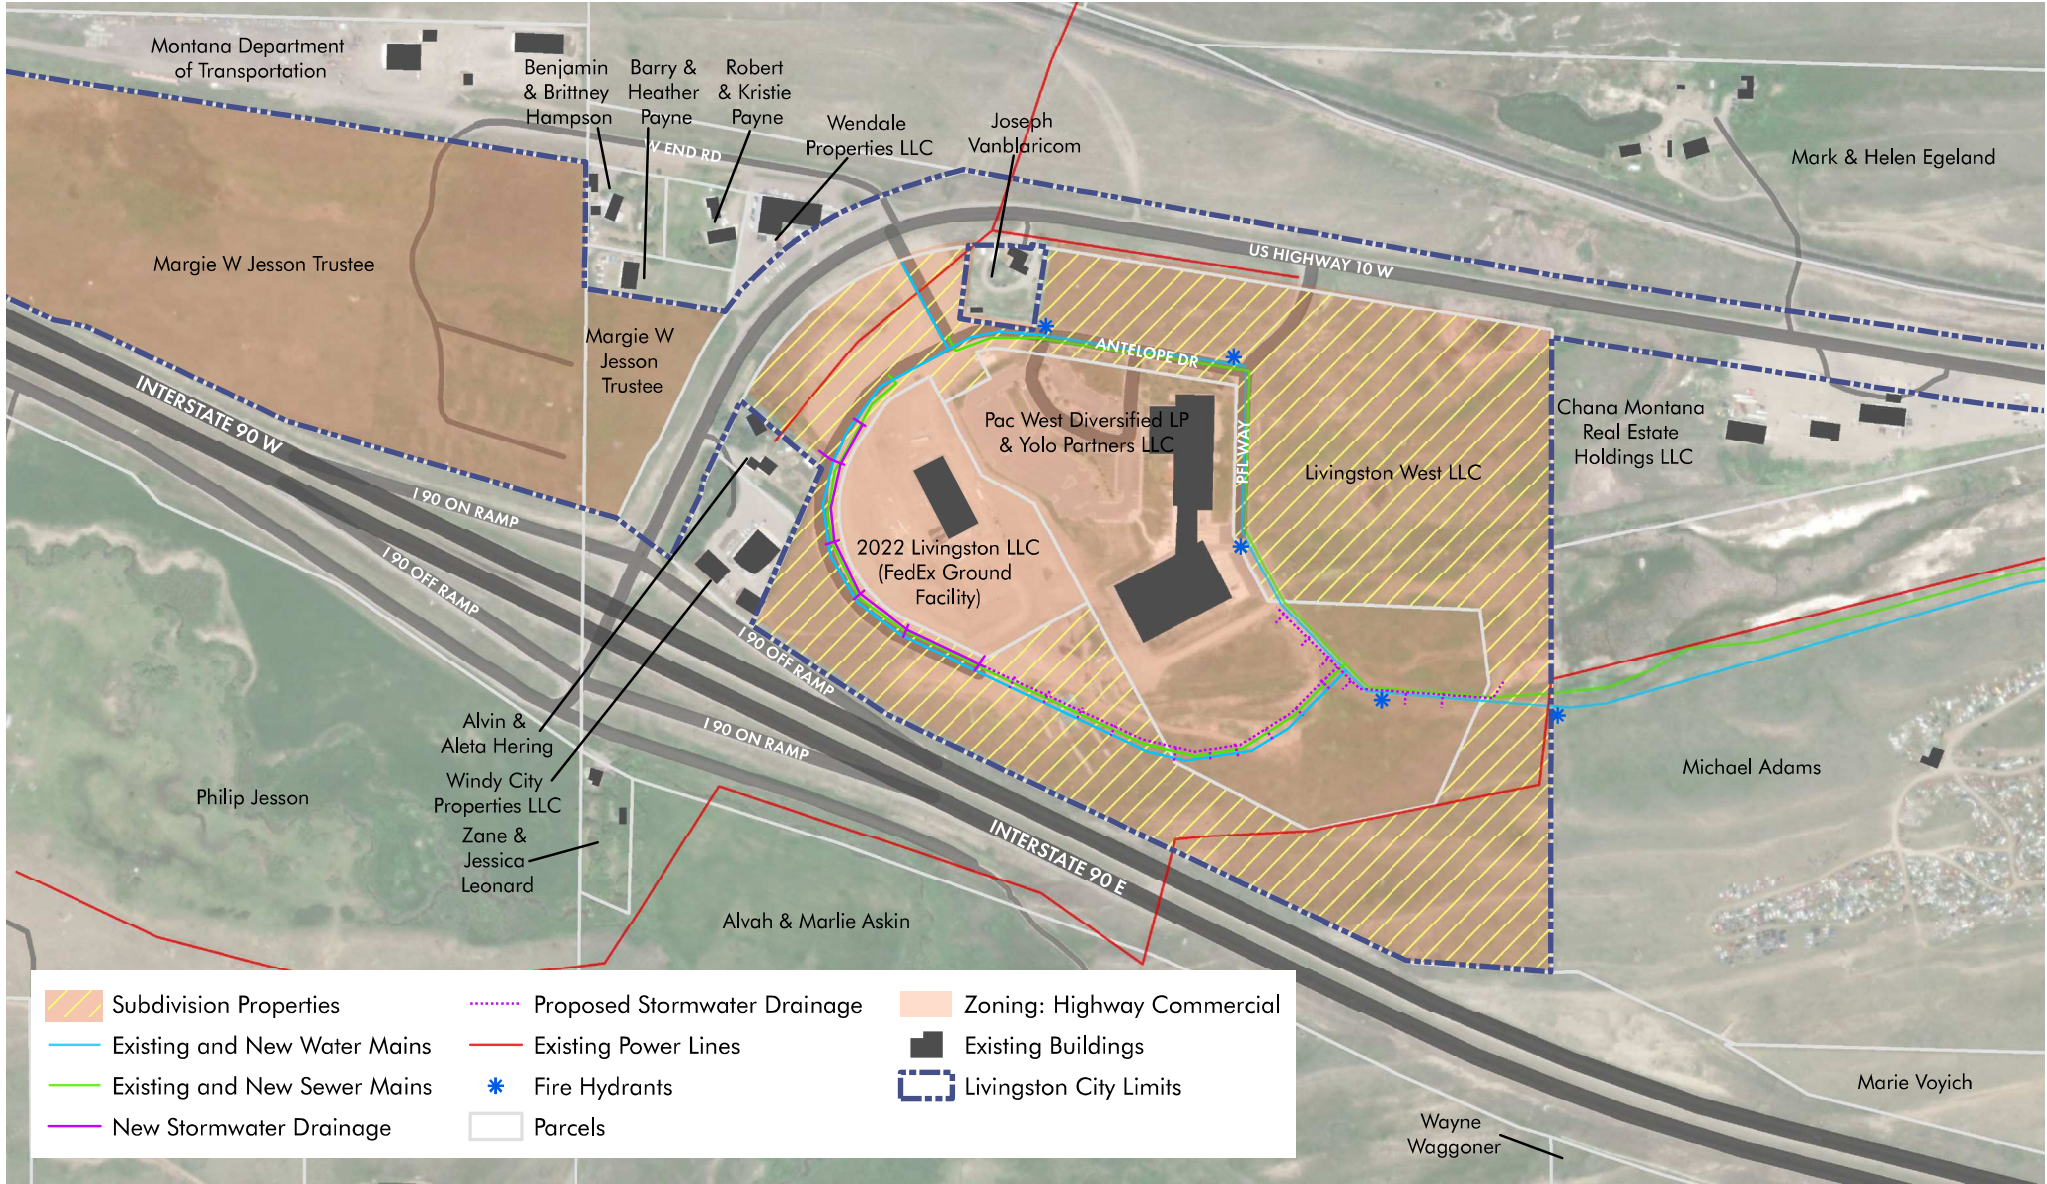 Montana Department
of Transportation
Benjamin
& Brittney
Hampson
Barry &
Heather
Payne
Robert
& Kristie
Payne
Wendale
Properties LLC
Joseph
Vanblaricom
Mark & Helen Egeland
W END RD
US HIGHWAY 10 W
Margie W Jesson Trustee
Margie W
Jesson
Trustee
ANTELOPE DR
INTERSTATE 90 W
Pac West Diversified LP
& Yolo Partners LLC
PFL WAY
Livingston West LLC
Chana Montana
Real Estate
Holdings LLC
I 90 ON RAMP
I 90 OFF RAMP
2022 Livingston LLC
(FedEx Ground
Facility)
I 90 OFF RAMP
I 90 ON RAMP
Alvin &
Aleta Hering
Windy City
Properties LLC
Zane &
Jessica
Leonard
Philip Jesson
Michael Adams
INTERSTATE 90 E
Alvah & Marlie Askin
Subdivision Properties
Existing and New Water Mains
Existing and New Sewer Mains
New Stormwater Drainage
Proposed Stormwater Drainage
Existing Power Lines
Fire Hydrants
Parcels
Zoning: Highway Commercial
Existing Buildings
Livingston City Limits
Marie Voyich
Wayne
Waggoner